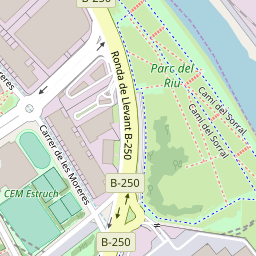 B-250
Ronda de Llevant B-250
Parc del
Riu
Camí del Sorral
Camí del Sorral
Carrer de les Moreres
CEM Estruch
B-250
B-250